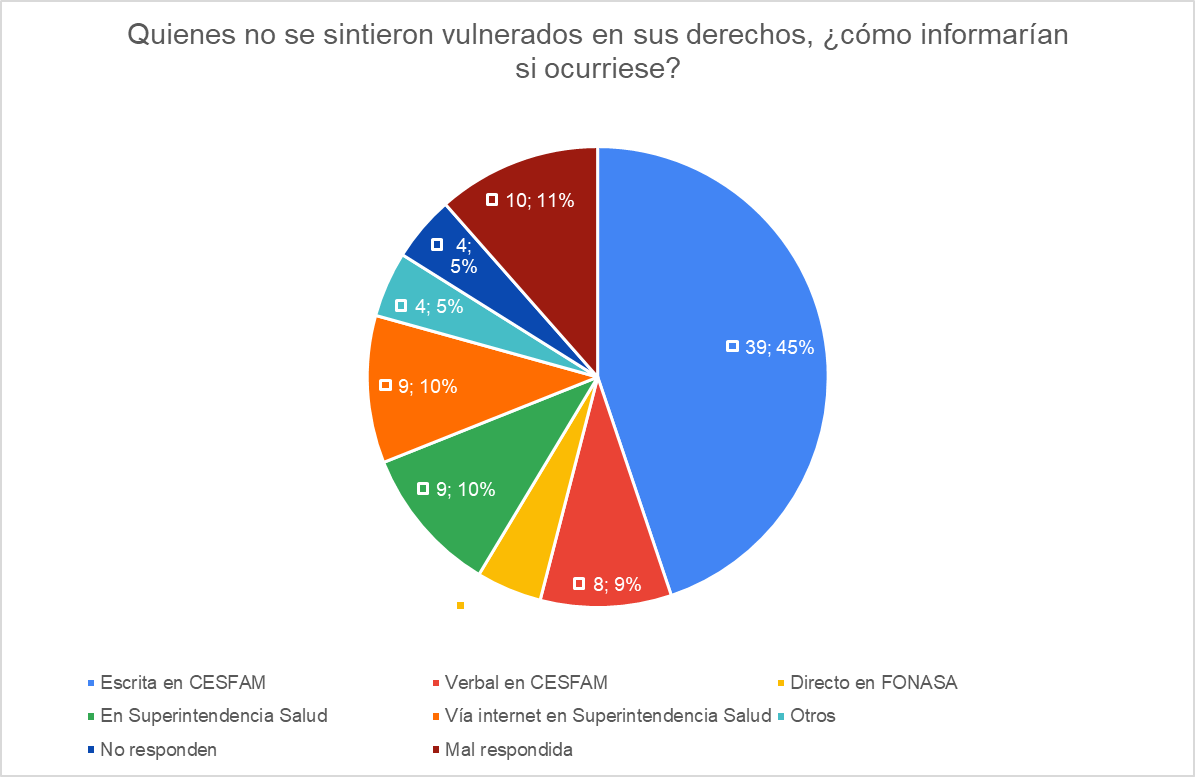 Quienes no se sintieron vulnerados en sus derechos, ¿cómo informarían
si ocurriese?
10; 11%
4;
5%
4; 5%
39; 45%
9; 10%
9; 10%
8; 9%
Escrita en CESFAM
Verbal en CESFAM
Directo en FONASA
En Superintendencia Salud
Vía internet en Superintendencia Salud
Otros
No responden
Mal respondida